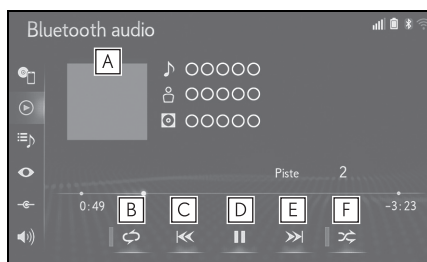 Bluetooth audio
A
OOOOO
OOOOO
OOOOO
Piste 2
0:49
-3:23
B C D E F